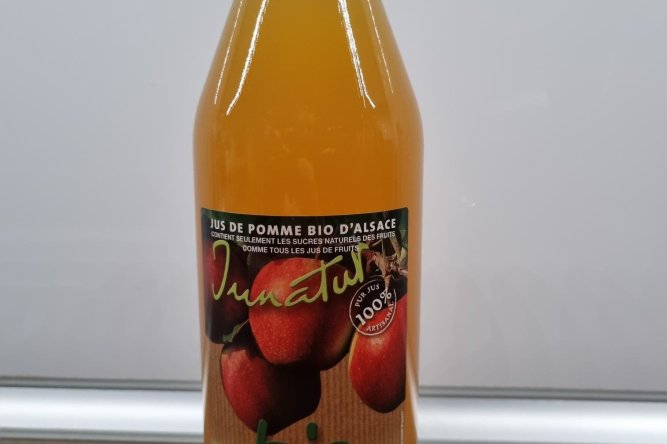 JUS DE POMME BIO D'ALSACE
CONTIENT SEULEMENT LES SUCRES NATURELS DES FRUITS
COMME TOUS LES JUS DE FRUITS
Junatur
PUR JUS
100%
ARTISANAL
bio